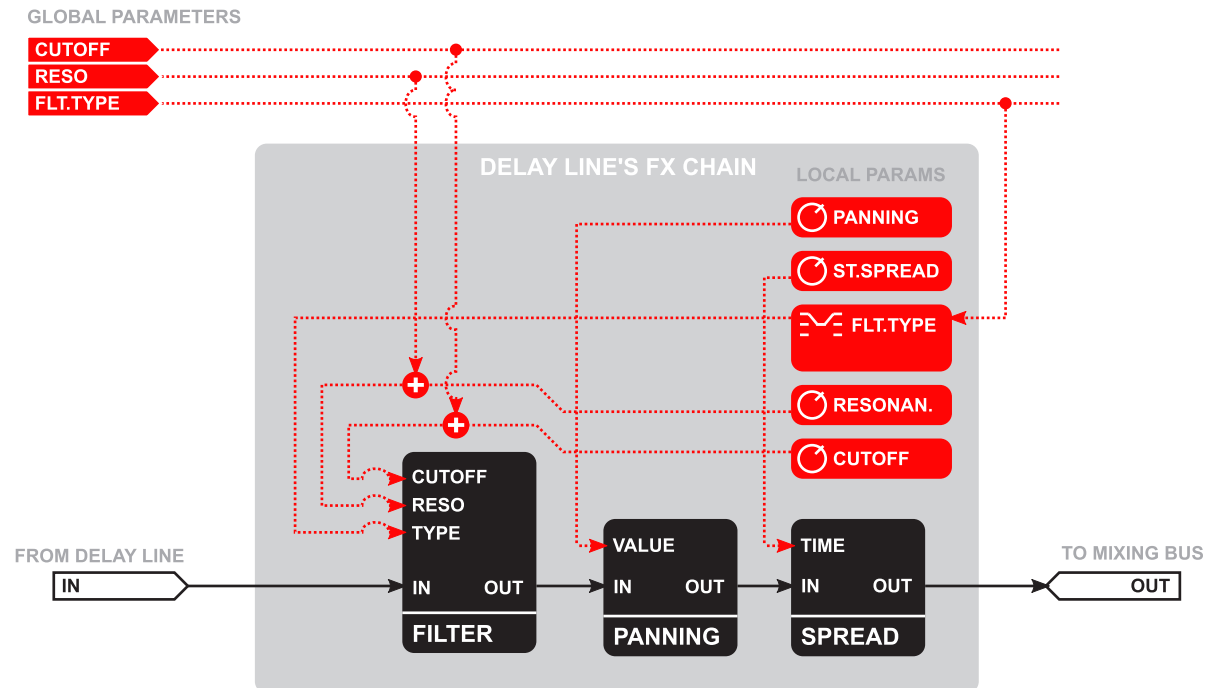 GLOBAL PARAMETERS
CUTOFF
RESO
FLT.TYPE
DELAY LINE'S FX CHAIN
LOCAL PARAMS
PANNING
ST.SPREAD
FLT.TYPE
RESONAN.
CUTOFF
CUTOFF
RESO
TYPE
IN OUT
FILTER
VALUE
IN OUT
PANNING
TIME
IN OUT
SPREAD
FROM DELAY LINE
IN
TO MIXING BUS
OUT